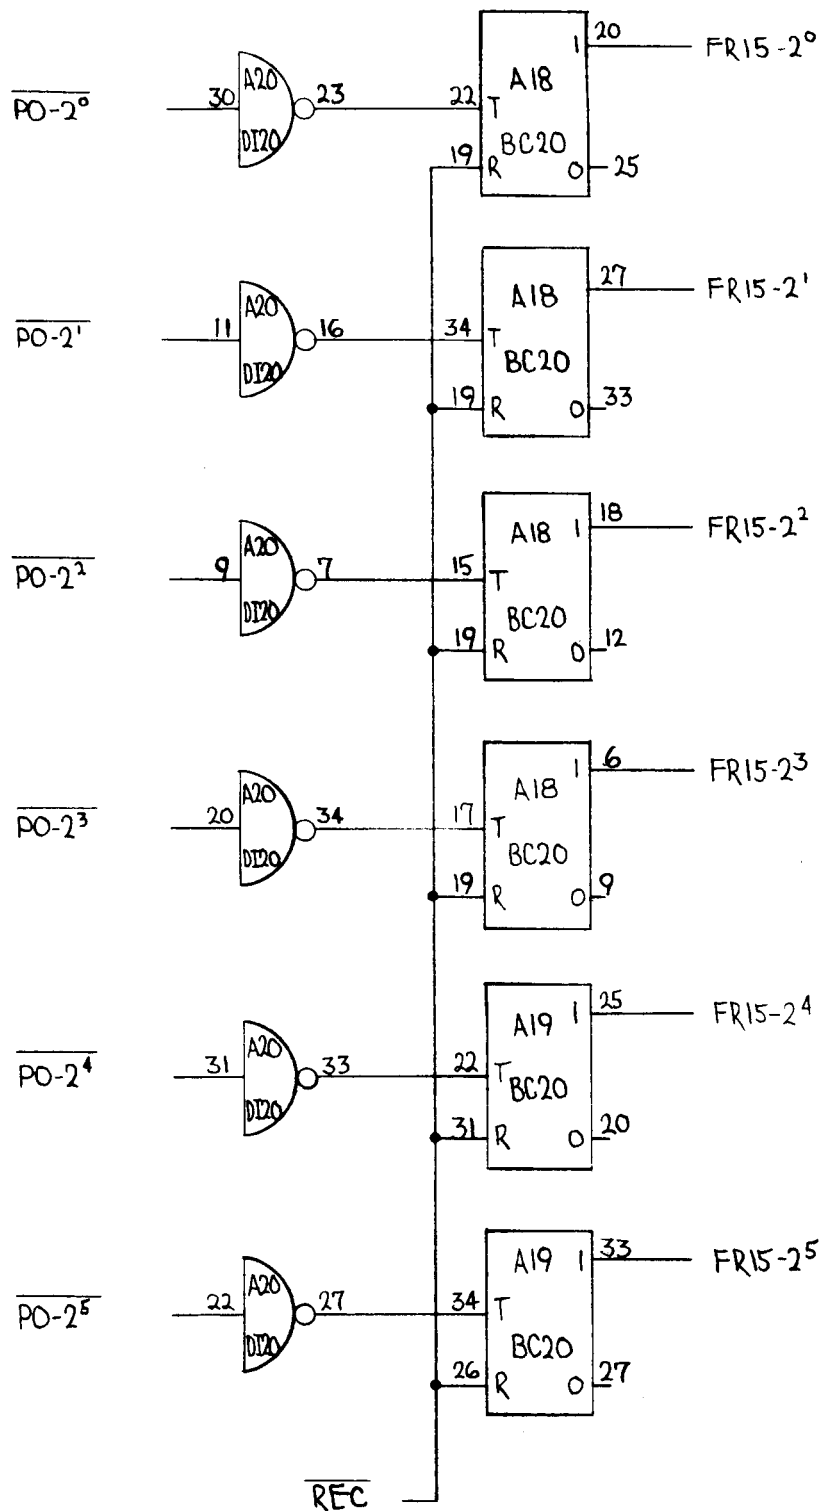 20 FR15-2⁰
1
A20 A18
PO-2⁰ 30 23 22 T
DI20 BC20
19 R 0 25
27 FR15-2¹
A18
A20
PO-2¹ 11 16 34 T
DI20 BC20
19 R 0 33
18 FR15-2²
A18 1
A20
PO-2² 9 7 15 T
DI20 BC20
19 R 0 12
6 FR15-2³
1
A20 A18
PO-2³ 20 34 17 T
DI20 BC20
19 R 0 9
25 FR15-2⁴
A19 1
A20
PO-2⁴ 31 33 22 T
DI20 BC20
31 R 0 20
33 FR15-2⁵
A19 1
A20
PO-2⁵ 22 27 34 T
DI20 BC20
26 R 0 27
REC